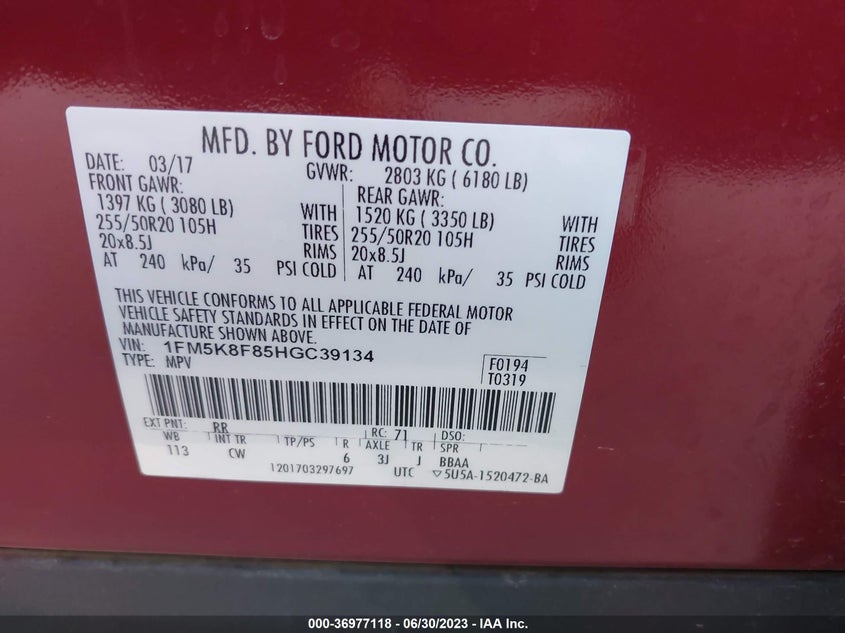 MFD. BY FORD MOTOR CO.
DATE: 03/17 GVWR: 2803 KG ( 6180 LB)
FRONT GAWR: REAR GAWR:
1397 KG ( 3080 LB) WITH 1520 KG ( 3350 LB) WITH
255/50R20 105H TIRES 255/50R20 105H TIRES
20x8.5J RIMS 20x8.5J RIMS
AT 240 kPa/ 35 PSI COLD AT 240 kPa/ 35 PSI COLD
THIS VEHICLE CONFORMS TO ALL APPLICABLE FEDERAL MOTOR
VEHICLE SAFETY STANDARDS IN EFFECT ON THE DATE OF
MANUFACTURE SHOWN ABOVE.
VIN: 1FM5K8F85HGC39134
TYPE: MPV
F0194
T0319
EXT PNT: RR RC: 71 DSO:
WB INT TR TP/PS R AXLE TR SPR
113 CW 6 3J J BBAA
1201703297697 UTC ▽5U5A-1520472-BA
000-36977118 - 06/30/2023 - IAA Inc.